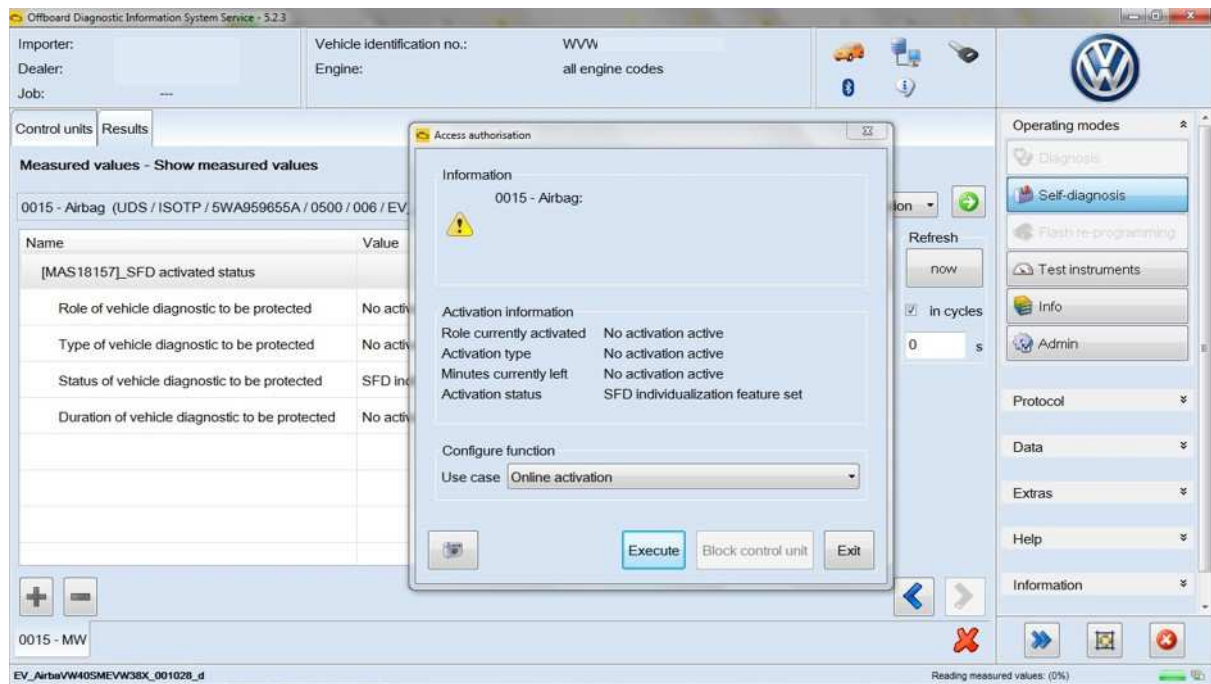 Offboard Diagnostic Information System Service - 5.2.3
Importer:
Dealer:
Job: ---
Vehicle identification no.: WVW
Engine: all engine codes
Control units Results
Measured values - Show measured values
0015 - Airbag (UDS / ISOTP / 5WA959655A / 0500 / 006 / EV_
ion
Name Value
[MAS18157]_SFD activated status
Role of vehicle diagnostic to be protected No activ
Type of vehicle diagnostic to be protected No activ
Status of vehicle diagnostic to be protected SFD ind
Duration of vehicle diagnostic to be protected No activ
Refresh
now
in cycles
0 s
Access authorisation
Information
0015 - Airbag:
Activation information
Role currently activated No activation active
Activation type No activation active
Minutes currently left No activation active
Activation status SFD individualization feature set
Configure function
Use case Online activation
Execute Block control unit Exit
Operating modes
Diagnosis
Self-diagnosis
Flash re-programming
Test instruments
Info
Admin
Protocol
Data
Extras
Help
Information
0015 - MW
EV_AirbaVW40SMEVW38X_001028_d
Reading measured values: (0%)